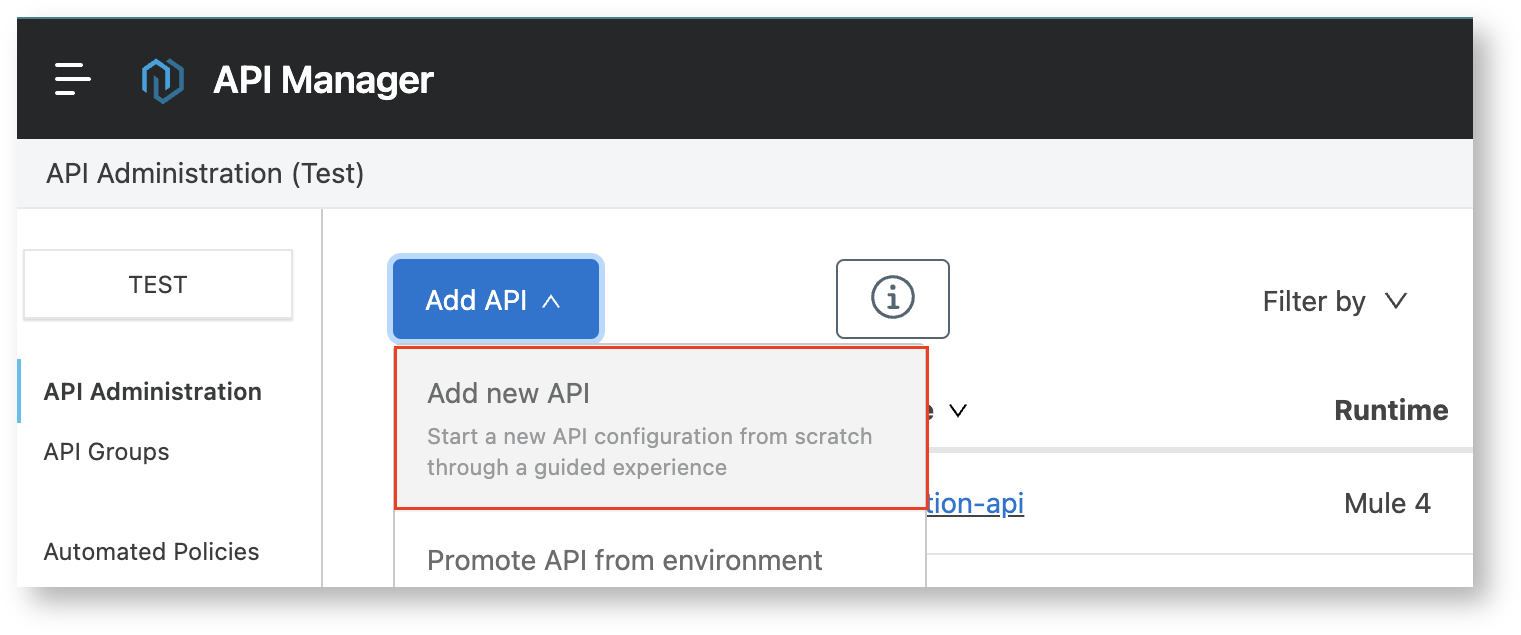 API Manager
API Administration (Test)
TEST
API Administration
API Groups
Automated Policies
Add API
Filter by
Add new API
Start a new API configuration from scratch
through a guided experience
Promote API from environment
Runtime
tion-api
Mule 4